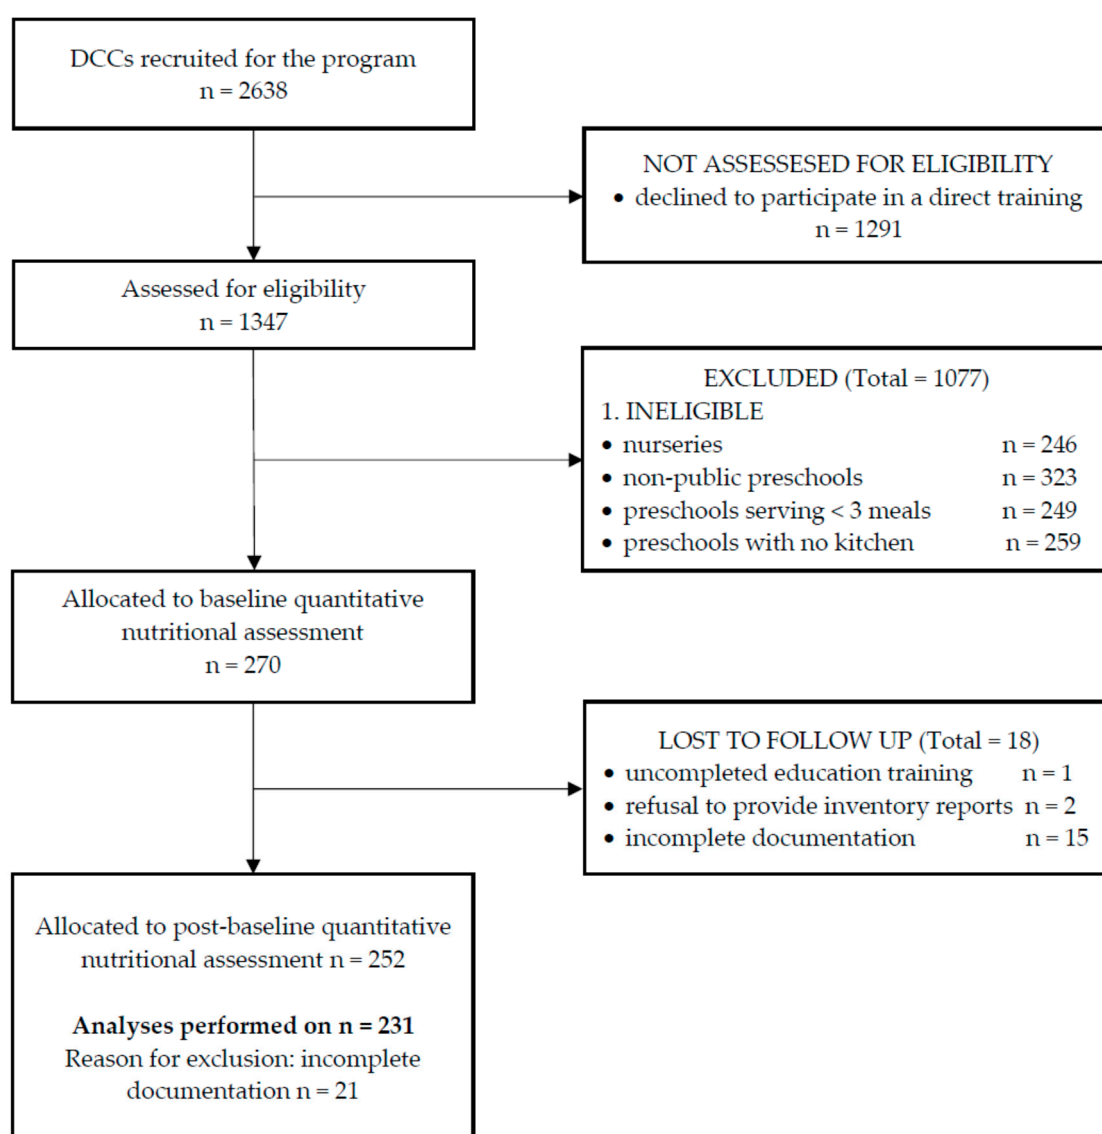 DCCs recruited for the program
n = 2638
NOT ASSESSESED FOR ELIGIBILITY
• declined to participate in a direct training
n = 1291
Assessed for eligibility
n = 1347
EXCLUDED (Total = 1077)
1. INELIGIBLE
• nurseries n = 246
• non-public preschools n = 323
• preschools serving < 3 meals n = 249
• preschools with no kitchen n = 259
Allocated to baseline quantitative
nutritional assessment
n = 270
LOST TO FOLLOW UP (Total = 18)
• uncompleted education training n = 1
• refusal to provide inventory reports n = 2
• incomplete documentation n = 15
Allocated to post-baseline quantitative
nutritional assessment n = 252
Analyses performed on n = 231
Reason for exclusion: incomplete
documentation n = 21